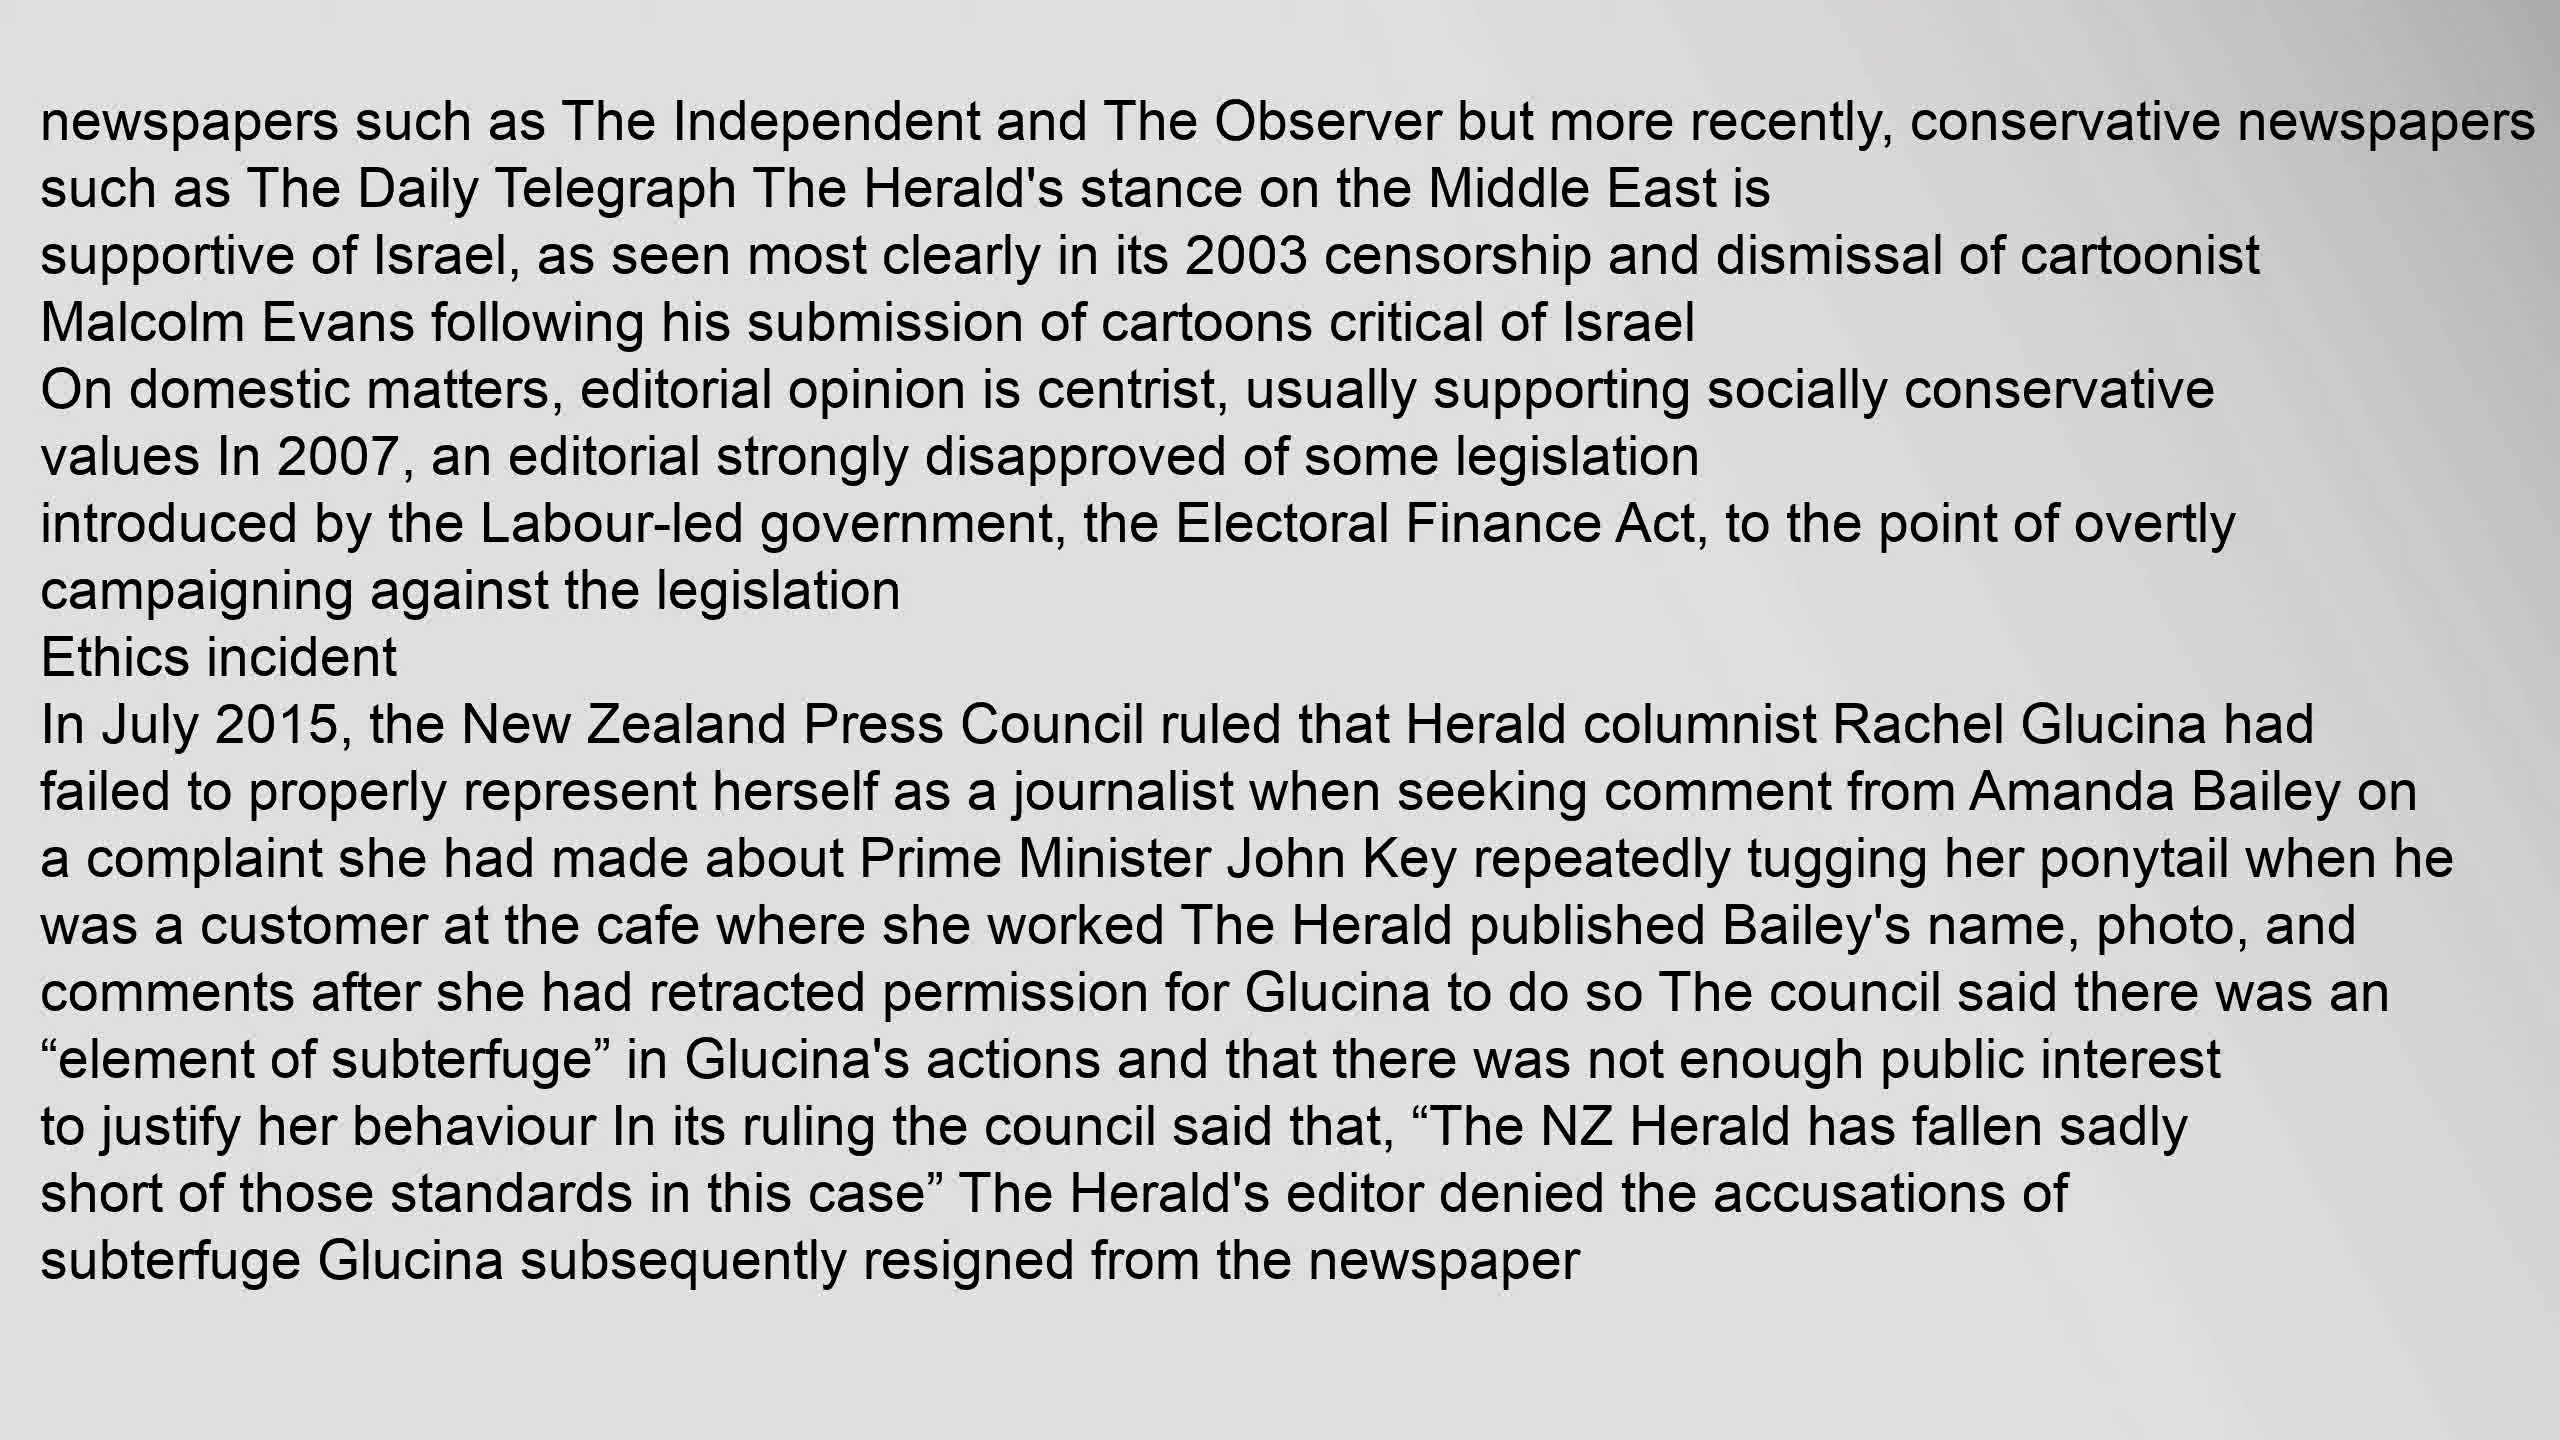 newspapers such as The Independent and The Observer but more recently, conservative newspapers
such as The Daily Telegraph The Herald's stance on the Middle East is
supportive of Israel, as seen most clearly in its 2003 censorship and dismissal of cartoonist
Malcolm Evans following his submission of cartoons critical of Israel
On domestic matters, editorial opinion is centrist, usually supporting socially conservative
values In 2007, an editorial strongly disapproved of some legislation
introduced by the Labour-led government, the Electoral Finance Act, to the point of overtly
campaigning against the legislation
Ethics incident
In July 2015, the New Zealand Press Council ruled that Herald columnist Rachel Glucina had
failed to properly represent herself as a journalist when seeking comment from Amanda Bailey on
a complaint she had made about Prime Minister John Key repeatedly tugging her ponytail when he
was a customer at the cafe where she worked The Herald published Bailey's name, photo, and
comments after she had retracted permission for Glucina to do so The council said there was an
“element of subterfuge” in Glucina's actions and that there was not enough public interest
to justify her behaviour In its ruling the council said that, “The NZ Herald has fallen sadly
short of those standards in this case” The Herald's editor denied the accusations of
subterfuge Glucina subsequently resigned from the newspaper